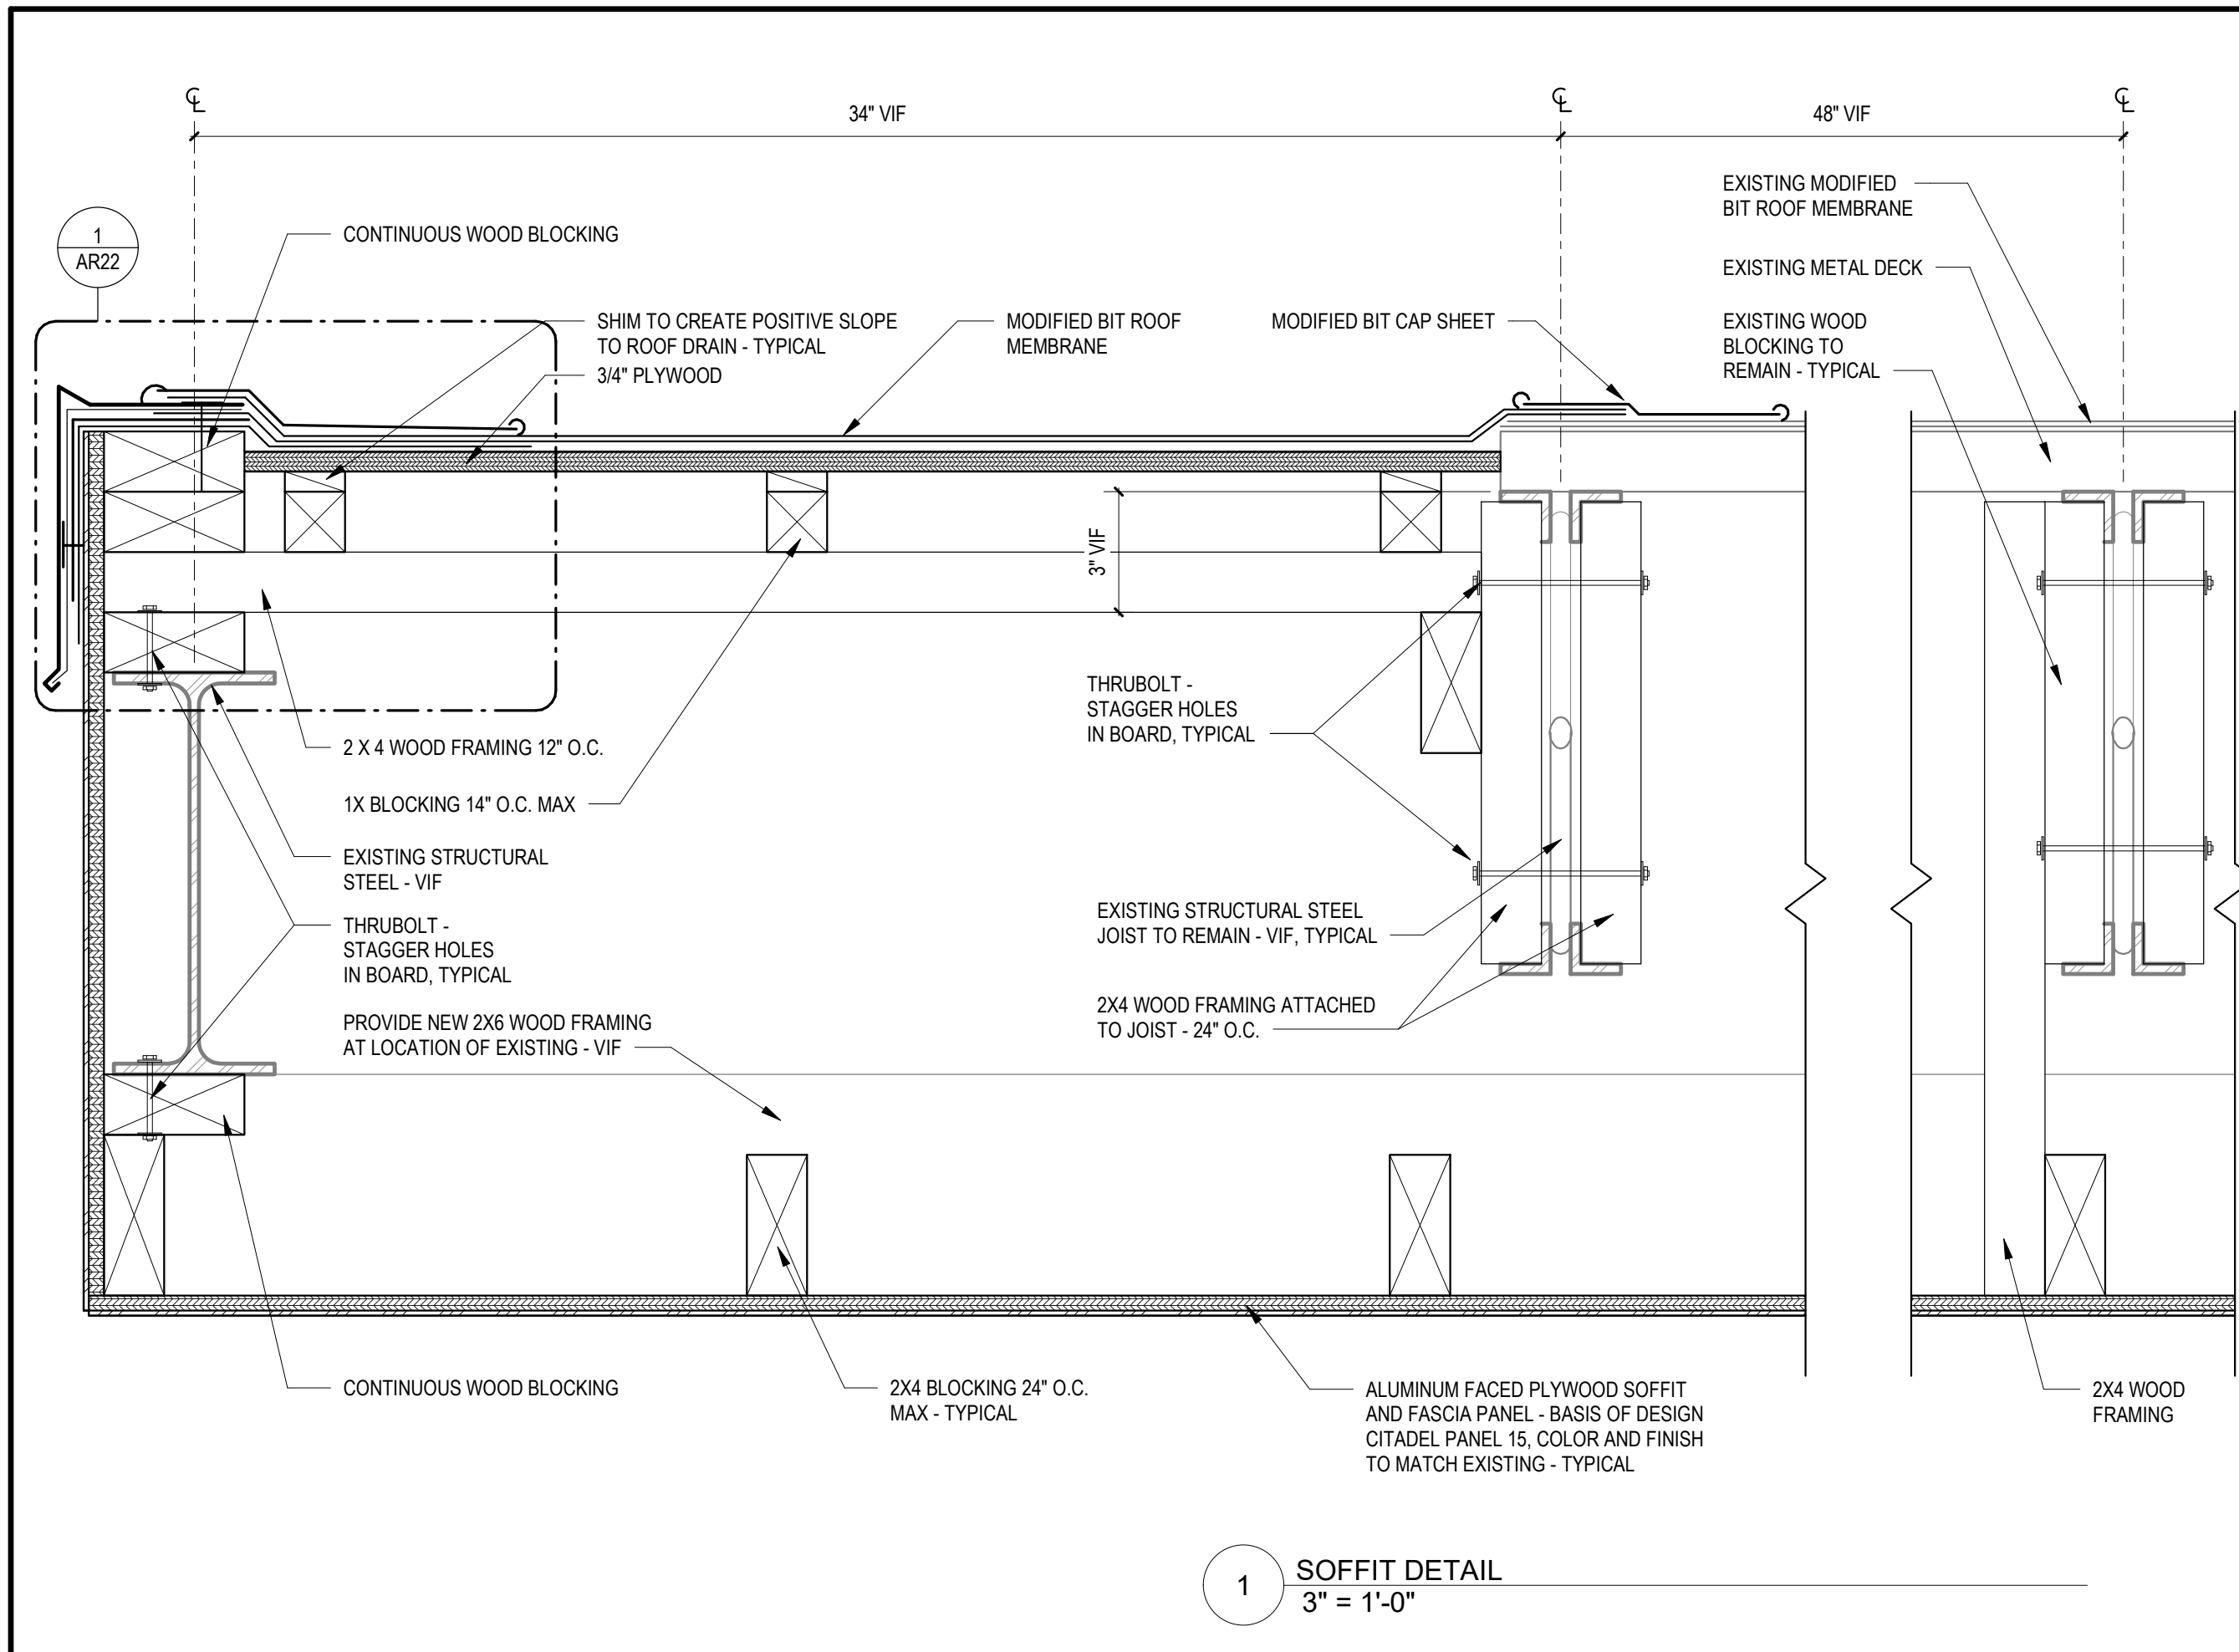 ℄
34" VIF
℄
48" VIF
℄
1
AR22
CONTINUOUS WOOD BLOCKING
SHIM TO CREATE POSITIVE SLOPE
TO ROOF DRAIN - TYPICAL
3/4" PLYWOOD
MODIFIED BIT ROOF
MEMBRANE
MODIFIED BIT CAP SHEET
EXISTING MODIFIED
BIT ROOF MEMBRANE
EXISTING METAL DECK
EXISTING WOOD
BLOCKING TO
REMAIN - TYPICAL
3" VIF
2 X 4 WOOD FRAMING 12" O.C.
1X BLOCKING 14" O.C. MAX
EXISTING STRUCTURAL
STEEL - VIF
THRUBOLT -
STAGGER HOLES
IN BOARD, TYPICAL
PROVIDE NEW 2X6 WOOD FRAMING
AT LOCATION OF EXISTING - VIF
THRUBOLT -
STAGGER HOLES
IN BOARD, TYPICAL
EXISTING STRUCTURAL STEEL
JOIST TO REMAIN - VIF, TYPICAL
2X4 WOOD FRAMING ATTACHED
TO JOIST - 24" O.C.
CONTINUOUS WOOD BLOCKING
2X4 BLOCKING 24" O.C.
MAX - TYPICAL
ALUMINUM FACED PLYWOOD SOFFIT
AND FASCIA PANEL - BASIS OF DESIGN
CITADEL PANEL 15, COLOR AND FINISH
TO MATCH EXISTING - TYPICAL
2X4 WOOD
FRAMING
1
SOFFIT DETAIL
3" = 1'-0"